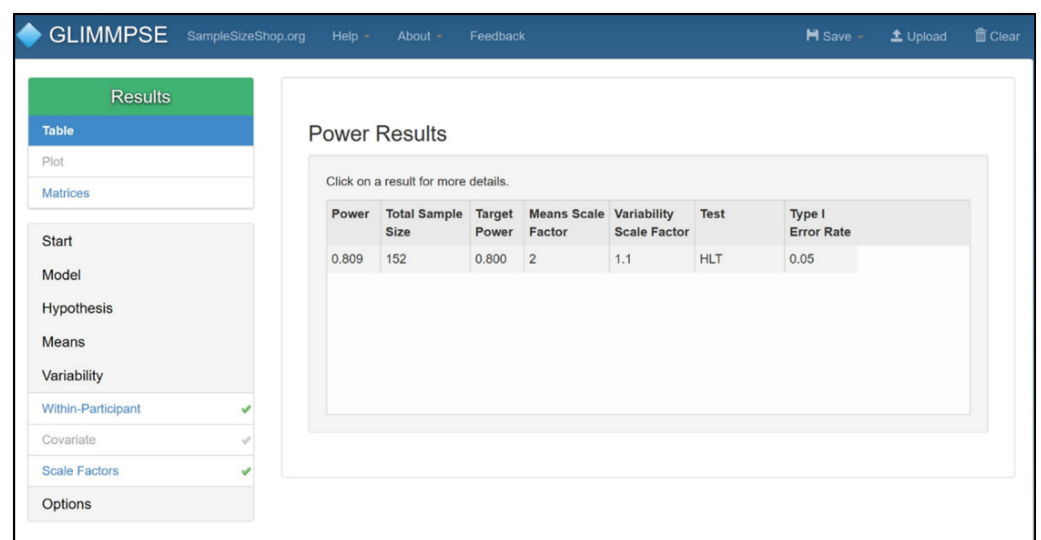 GLIMMPSE SampleSizeShop.org Help About Feedback Save Upload Clear
Results
Table
Plot
Matrices
Start
Model
Hypothesis
Means
Variability
Within-Participant
Covariate
Scale Factors
Options
Power Results
Click on a result for more details.
Power Total Sample Size Target Power Means Scale Factor Variability Scale Factor Test Type I Error Rate
0.809 152 0.800 2 1.1 HLT 0.05